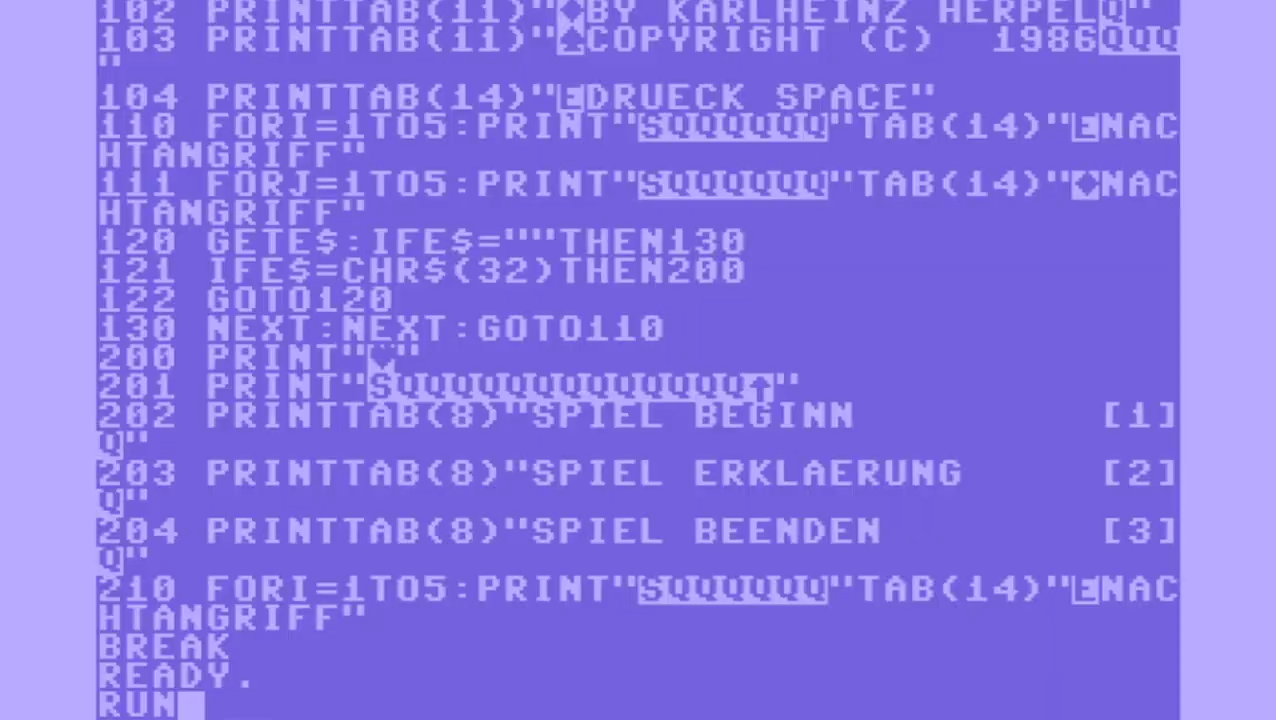 102 PRINTTAB(11)"♦BY KARLHEINZ HERPELQ"
103 PRINTTAB(11)"COPYRIGHT (C)  1986QQQ
"
104 PRINTTAB(14)"EDRUECK SPACE"
110 FORI=1TO5:PRINT"SQQQQQQ"TAB(14)"ENAC
HTANGRIFF"
111 FORJ=1TO5:PRINT"SQQQQQQ"TAB(14)"♦NAC
HTANGRIFF"
120 GETE$:IFE$=""THEN130
121 IFE$=CHR$(32)THEN200
122 GOTO120
130 NEXT:NEXT:GOTO110
200 PRINT"♥"
201 PRINT"SQQQQQQQQQQQQQ↑"
202 PRINTTAB(8)"SPIEL BEGINN         [1]
Q"
203 PRINTTAB(8)"SPIEL ERKLAERUNG     [2]
Q"
204 PRINTTAB(8)"SPIEL BEENDEN        [3]
Q"
210 FORI=1TO5:PRINT"SQQQQQQ"TAB(14)"ENAC
HTANGRIFF"
BREAK
READY.
RUN